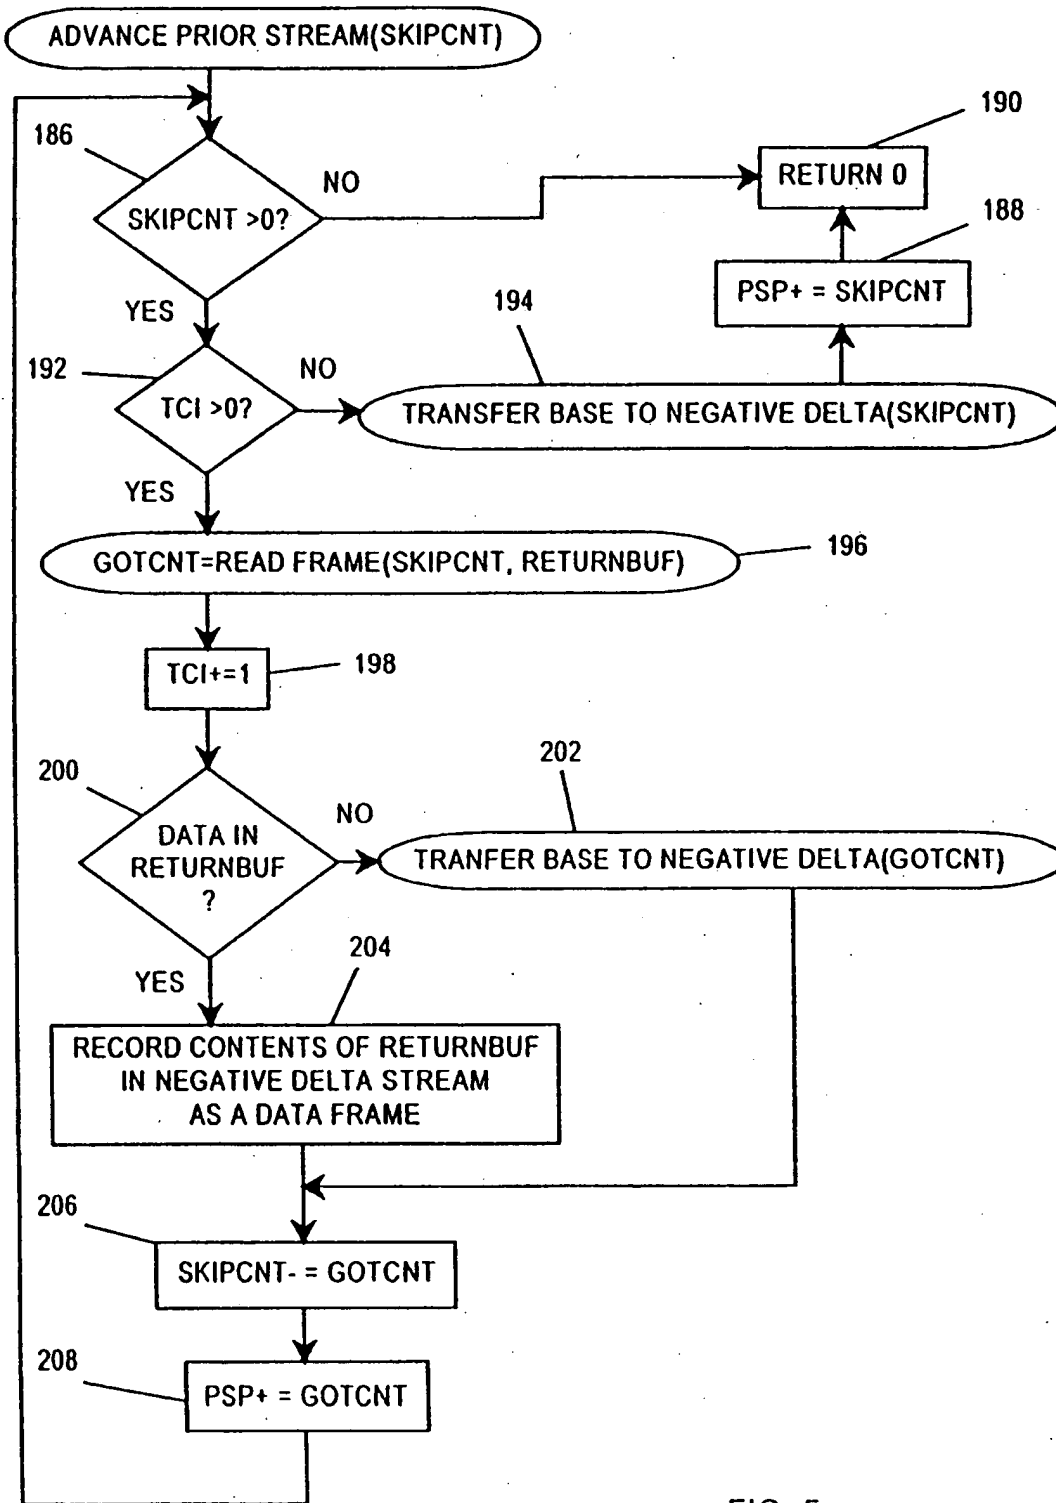 ADVANCE PRIOR STREAM(SKIPCNT)
190
186
NO
RETURN 0
SKIPCNT >0?
188
PSP+ = SKIPCNT
YES
194
192
NO
TCI >0?
TRANSFER BASE TO NEGATIVE DELTA(SKIPCNT)
YES
GOTCNT=READ FRAME(SKIPCNT, RETURNBUF)
196
TCI+=1
198
200
202
NO
DATA IN
RETURNBUF
?
TRANFER BASE TO NEGATIVE DELTA(GOTCNT)
YES
204
RECORD CONTENTS OF RETURNBUF
IN NEGATIVE DELTA STREAM
AS A DATA FRAME
206
SKIPCNT- = GOTCNT
208
PSP+ = GOTCNT